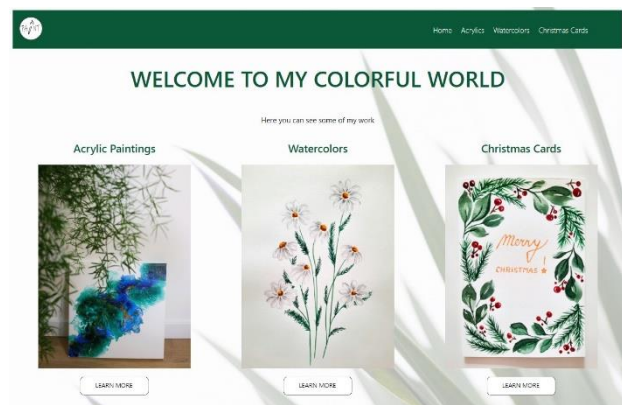 Home Acrylics Watercolors Christmas Cards
WELCOME TO MY COLORFUL WORLD
Here you can see some of my work
Acrylic Paintings
Watercolors
Christmas Cards
Merry
CHRISTMAS !
LEARN MORE
LEARN MORE
LEARN MORE